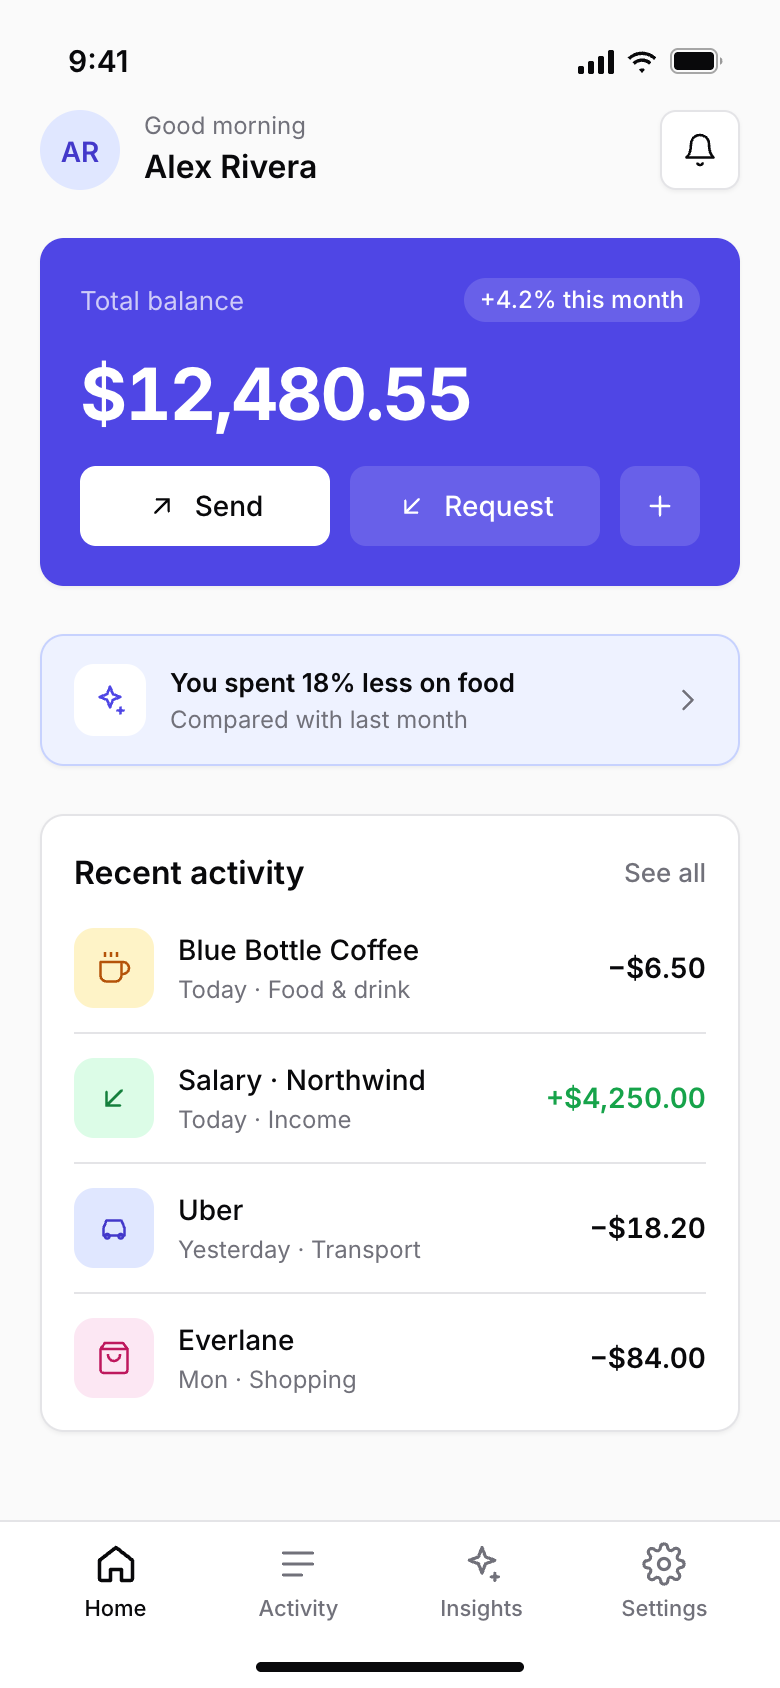 9:41
AR
Good morning
Alex Rivera
Total balance
+4.2% this month
$12,480.55
Send
Request
You spent 18% less on food
Compared with last month
Recent activity
See all
Blue Bottle Coffee
Today · Food & drink
−$6.50
Salary · Northwind
Today · Income
+$4,250.00
Uber
Yesterday · Transport
−$18.20
Everlane
Mon · Shopping
−$84.00
Home
Activity
Insights
Settings